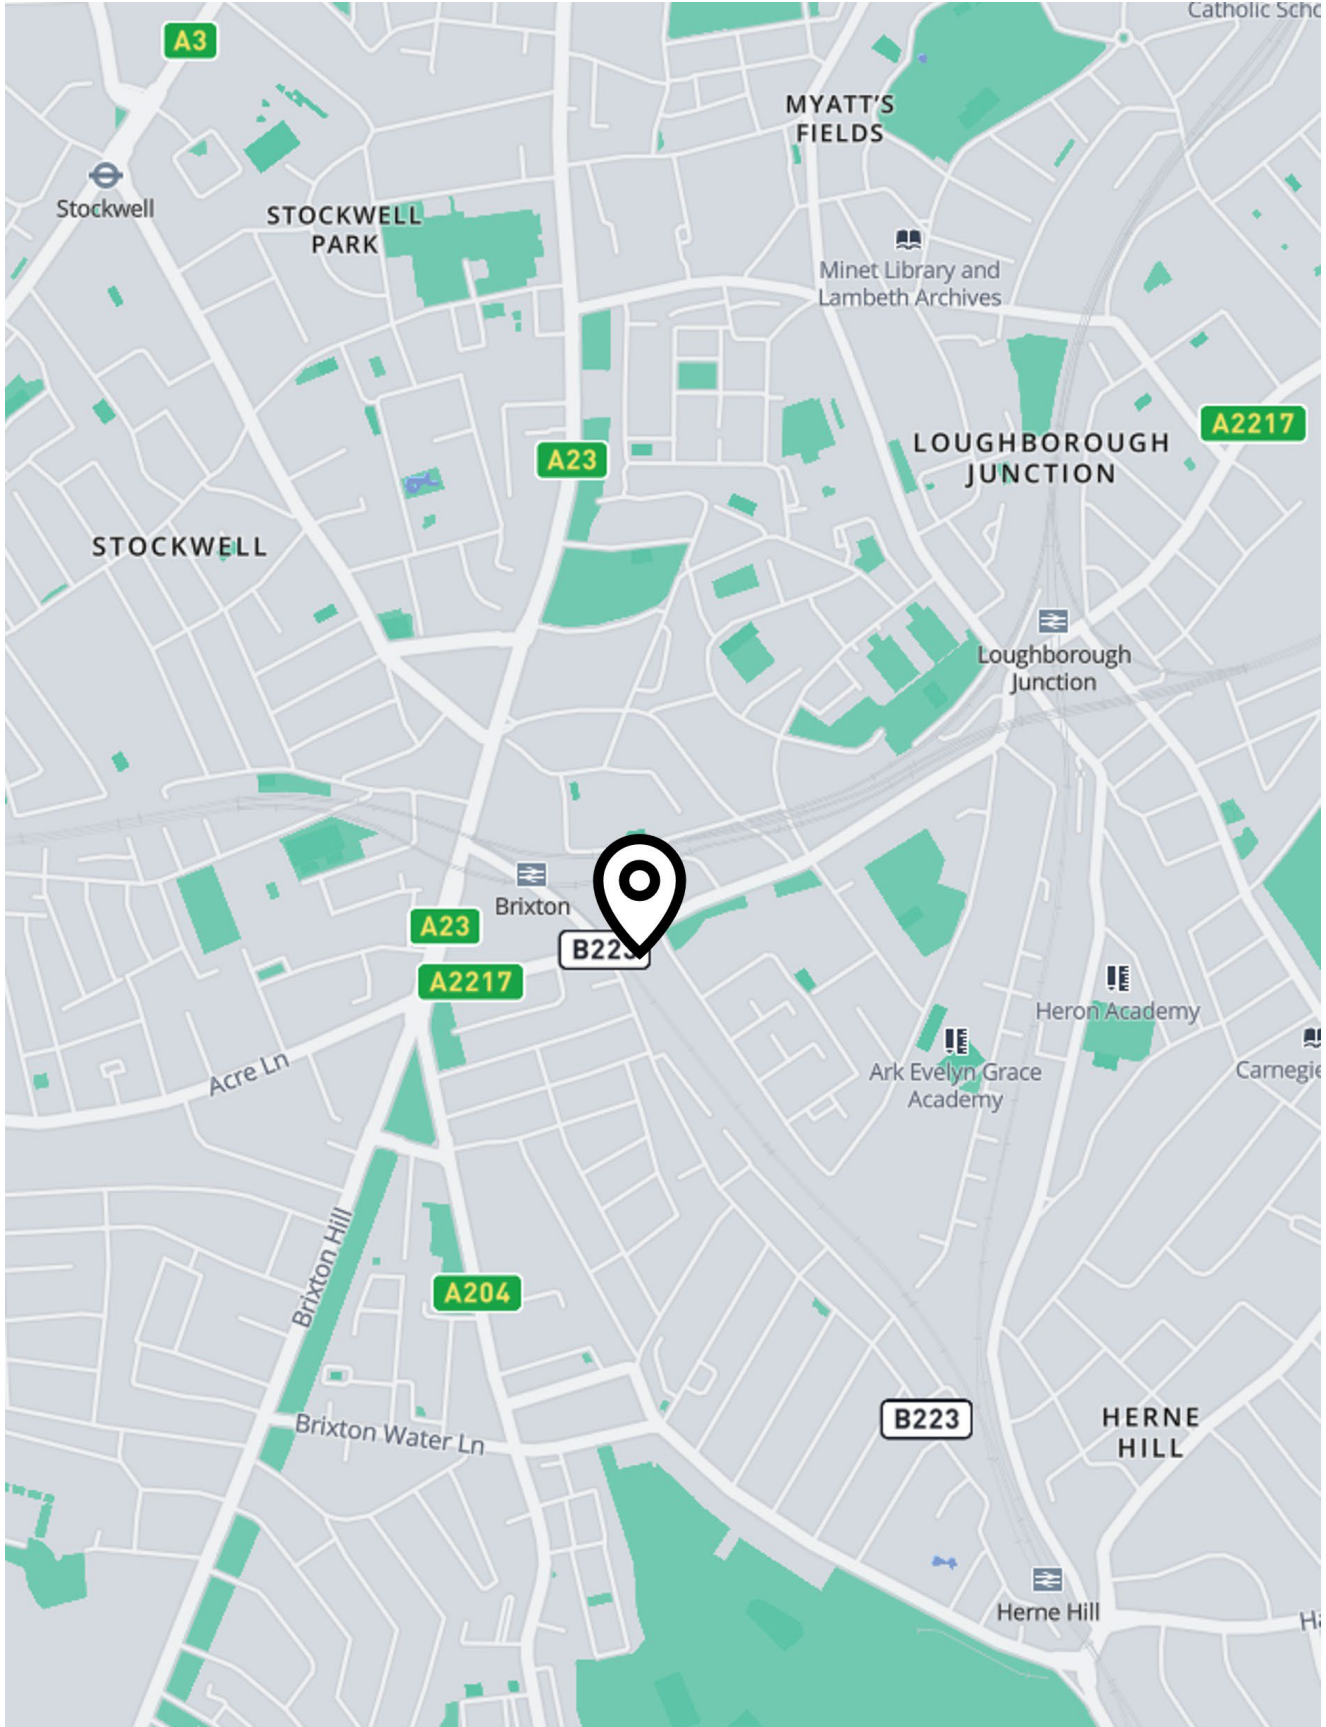 Catholic Scho
A3
MYATT'S
FIELDS
Stockwell
STOCKWELL
PARK
Minet Library and
Lambeth Archives
A2217
LOUGHBOROUGH
JUNCTION
A23
STOCKWELL
Loughborough
Junction
Brixton
A23
B223
A2217
Heron Academy
Acre Ln
Ark Evelyn Grace
Academy
Carnegie
Brixton Hill
A204
B223
HERNE
HILL
Brixton Water Ln
Herne Hill